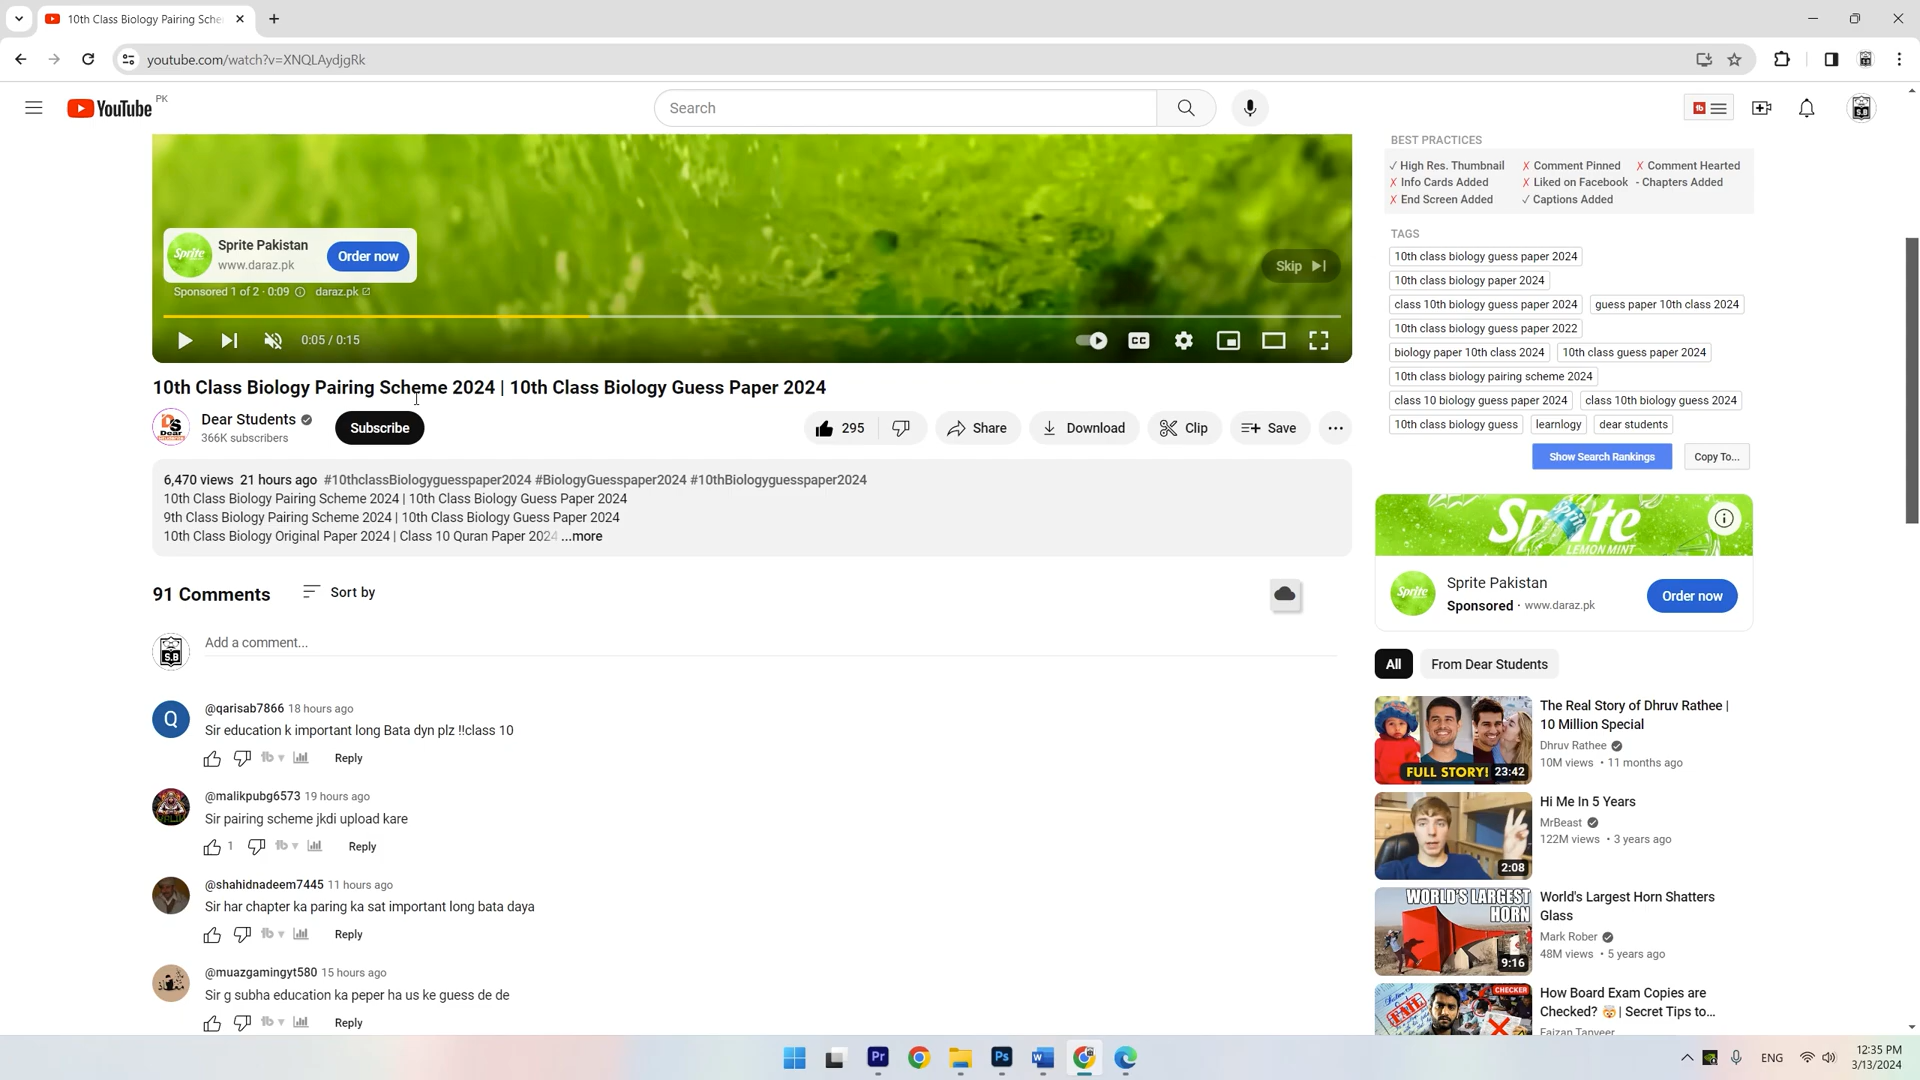 10th Class Biology Pairing Sche
youtube.com/watch?v=XNQLAydjgRk
YouTube PK
Search
S.B
Sprite
Sprite Pakistan
www.daraz.pk
Order now
Sponsored 1 of 2 · 0:09 daraz.pk
Skip
0:05 / 0:15
CC
10th Class Biology Pairing Scheme 2024 | 10th Class Biology Guess Paper 2024
Dear Students
366K subscribers
Subscribe
295
Share
Download
Clip
Save
6,470 views 21 hours ago #10thclassBiologyguesspaper2024 #BiologyGuesspaper2024 #10thBiologyguesspaper2024
10th Class Biology Pairing Scheme 2024 | 10th Class Biology Guess Paper 2024
9th Class Biology Pairing Scheme 2024 | 10th Class Biology Guess Paper 2024
10th Class Biology Original Paper 2024 | Class 10 Quran Paper 2024 ...more
91 Comments
Sort by
S.B
Add a comment...
Q
@qarisab7866 18 hours ago
Sir education k important long Bata dyn plz !!class 10
Reply
@malikpubg6573 19 hours ago
Sir pairing scheme jkdi upload kare
1
Reply
@shahidnadeem7445 11 hours ago
Sir har chapter ka paring ka sat important long bata daya
Reply
@muazgamingyt580 15 hours ago
Sir g subha education ka peper ha us ke guess de de
Reply
BEST PRACTICES
✓ High Res. Thumbnail ✗ Comment Pinned ✗ Comment Hearted
✗ Info Cards Added ✗ Liked on Facebook - Chapters Added
✗ End Screen Added ✓ Captions Added
TAGS
10th class biology guess paper 2024
10th class biology paper 2024
class 10th biology guess paper 2024 guess paper 10th class 2024
10th class biology guess paper 2022
biology paper 10th class 2024 10th class guess paper 2024
10th class biology pairing scheme 2024
class 10 biology guess paper 2024 class 10th biology guess 2024
10th class biology guess learnlogy dear students
Show Search Rankings Copy To...
Sprite
LEMON MINT
Sprite
Sprite Pakistan
Sponsored · www.daraz.pk
Order now
All
From Dear Students
FULL STORY! 23:42
The Real Story of Dhruv Rathee |
10 Million Special
Dhruv Rathee
10M views • 11 months ago
2:08
Hi Me In 5 Years
MrBeast
122M views • 3 years ago
WORLD'S LARGEST
HORN
9:16
World's Largest Horn Shatters
Glass
Mark Rober
48M views • 5 years ago
CHECKER
FAIL
How Board Exam Copies are
Checked? 🤯 | Secret Tips to...
Faizan Tanveer
Pr
Ps
W
ENG
12:35 PM
3/13/2024